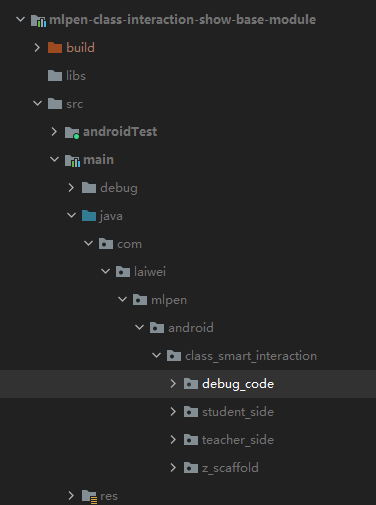 mlpen-class-interaction-show-base-module
build
libs
src
androidTest
main
debug
java
com
laiwei
mlpen
android
class_smart_interaction
debug_code
student_side
teacher_side
z_scaffold
res